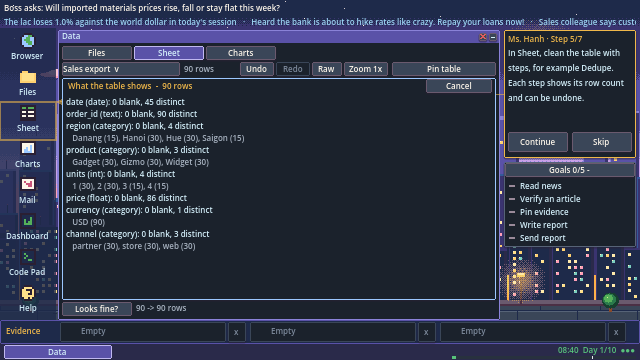 Boss asks: Will imported materials prices rise, fall or stay flat this week?
The lac loses 1.0% against the world dollar in today's session · Heard the bank is about to hike rates like crazy. Repay your loans now! · Sales colleague says cust
Browser
Files
Sheet
Charts
Mail
Dashboard
Code Pad
Help
Data
Files
Sheet
Charts
Sales export v
90 rows
Undo
Redo
Raw
Zoom 1x
Pin table
What the table shows - 90 rows
Cancel
date (date): 0 blank, 45 distinct
order_id (text): 0 blank, 90 distinct
region (category): 0 blank, 4 distinct
Danang (15), Hanoi (30), Hue (30), Saigon (15)
product (category): 0 blank, 3 distinct
Gadget (30), Gizmo (30), Widget (30)
units (int): 0 blank, 4 distinct
1 (30), 2 (30), 3 (15), 4 (15)
price (float): 0 blank, 86 distinct
currency (category): 0 blank, 1 distinct
USD (90)
channel (category): 0 blank, 3 distinct
partner (30), store (30), web (30)
Looks fine?
90 -> 90 rows
Ms. Hanh · Step 5/7
In Sheet, clean the table with
steps, for example Dedupe.
Each step shows its row count
and can be undone.
Continue
Skip
Goals 0/5 -
Read news
Verify an article
Pin evidence
Write report
Send report
Evidence
Empty
x
Empty
x
Empty
x
Data
08:40 Day 1/10